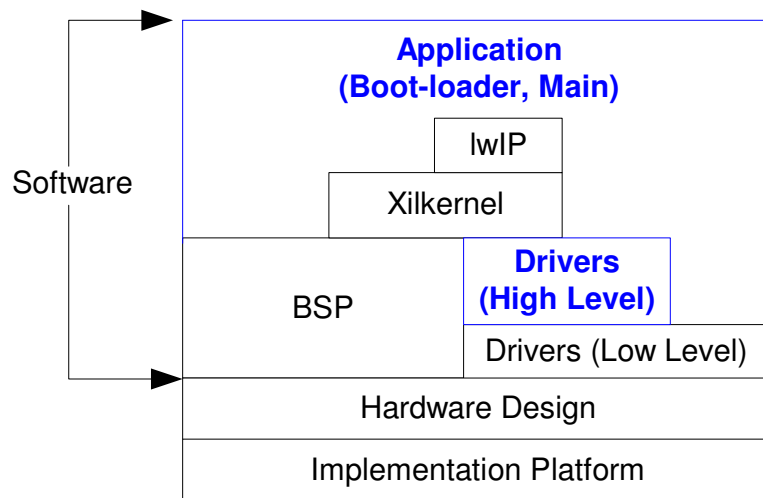 Application
(Boot-loader, Main)
lwIP
Software
Xilkernel
Drivers
(High Level)
BSP
Drivers (Low Level)
Hardware Design
Implementation Platform